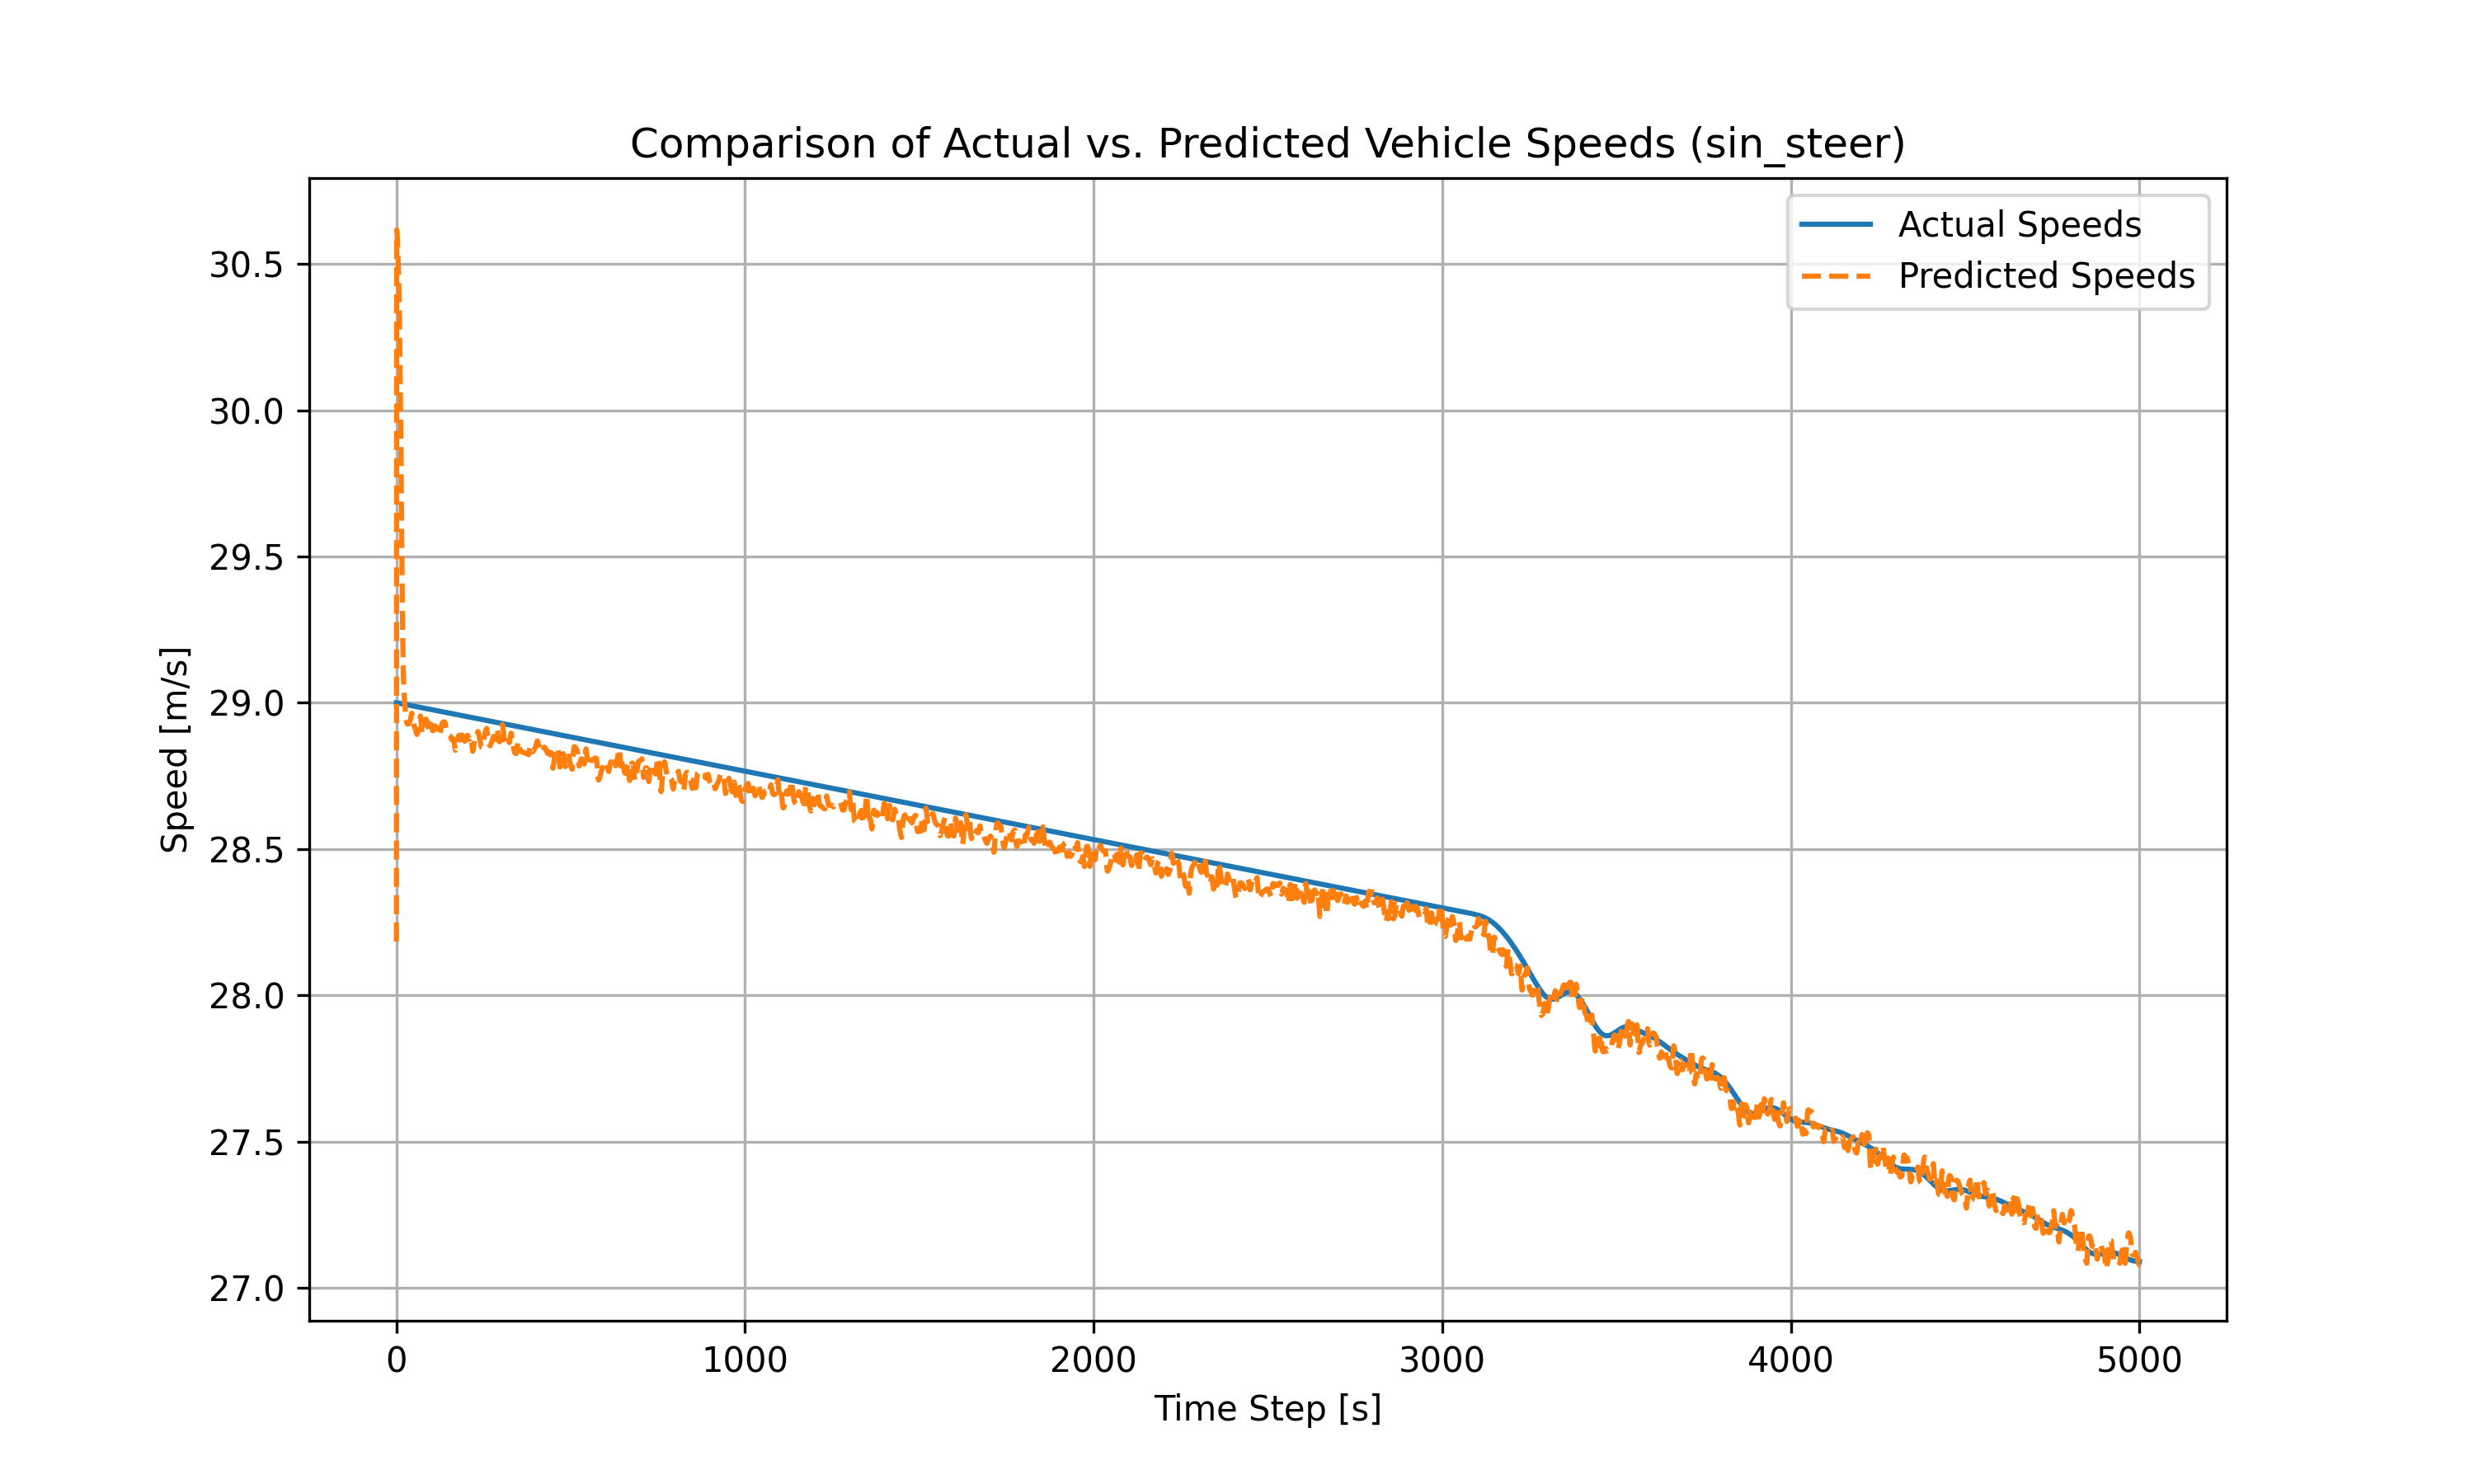 Comparison of Actual vs. Predicted Vehicle Speeds (sin_steer)
Actual Speeds
Predicted Speeds
30.5
30.0
29.5
29.0
28.5
28.0
27.5
27.0
Speed [m/s]
0 1000 2000 3000 4000 5000
Time Step [s]